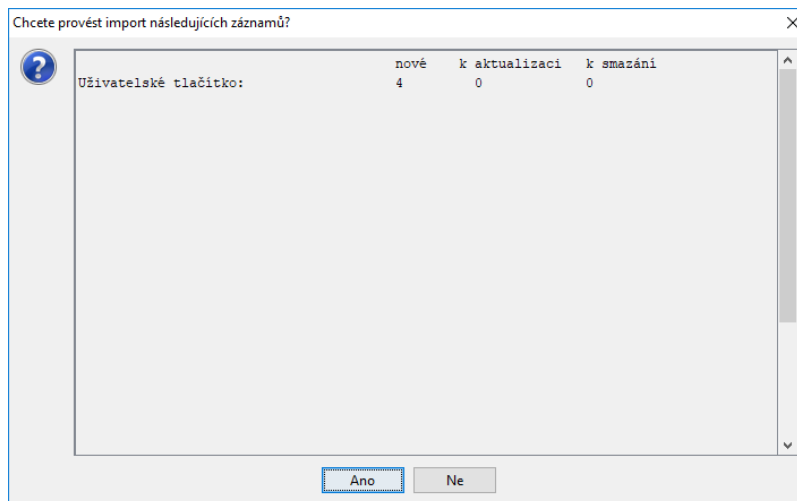 Chcete provést import následujících záznamů?
nové k aktualizaci k smazání
Uživatelské tlačítko: 4 0 0
Ano Ne